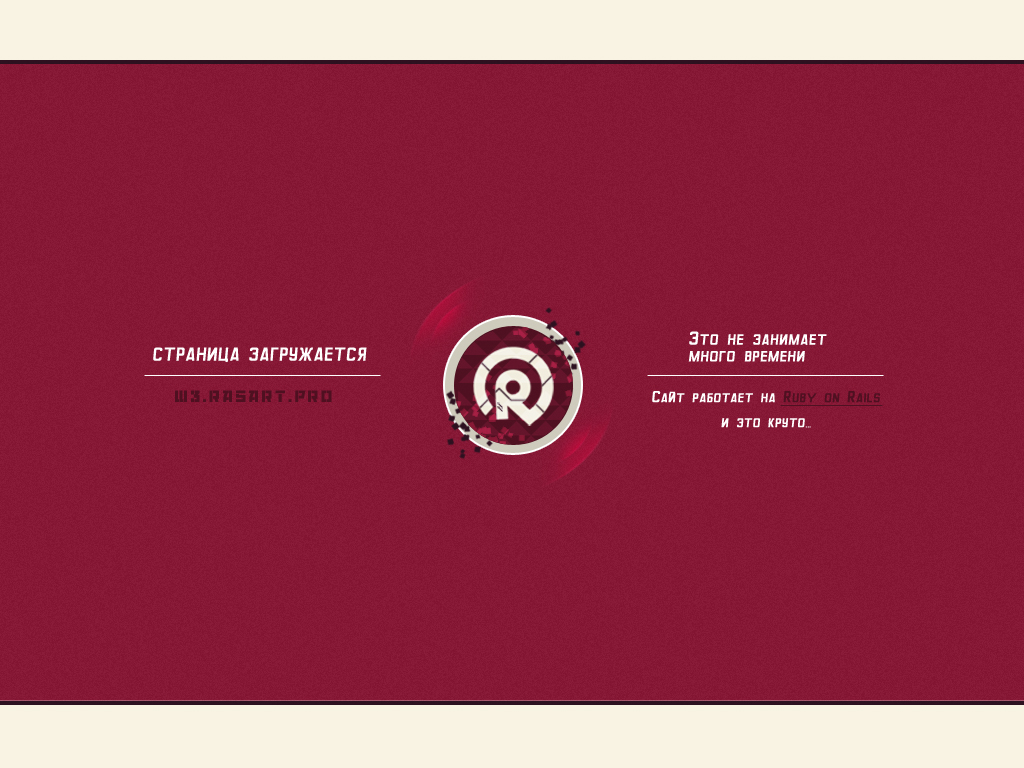 СТРАНИЦА ЗАГРУЖАЕТСЯ
W3.RASART.PRO
Это не занимает
много времени
Сайт работает на Ruby on Rails
и это круто...